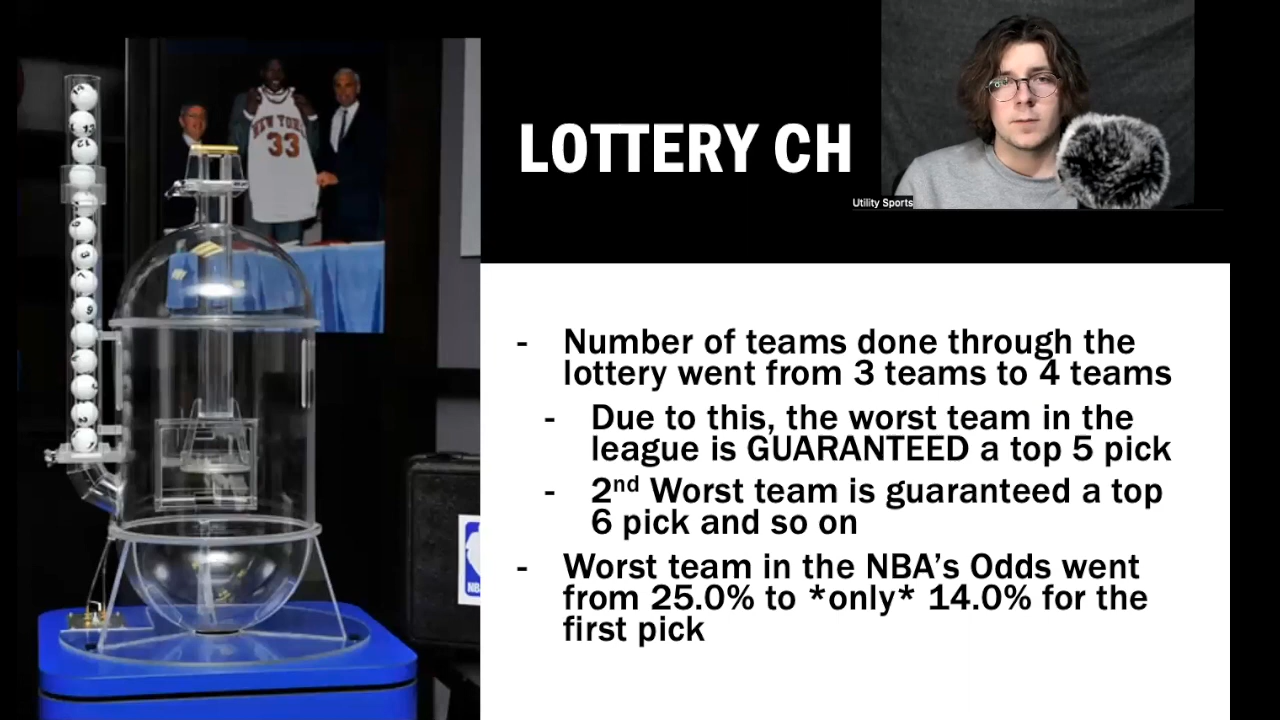 LOTTERY CH
Utility Sports
NEW YORK
33
- Number of teams done through the
lottery went from 3 teams to 4 teams
- Due to this, the worst team in the
league is GUARANTEED a top 5 pick
- 2nd Worst team is guaranteed a top
6 pick and so on
- Worst team in the NBA's Odds went
from 25.0% to *only* 14.0% for the
first pick